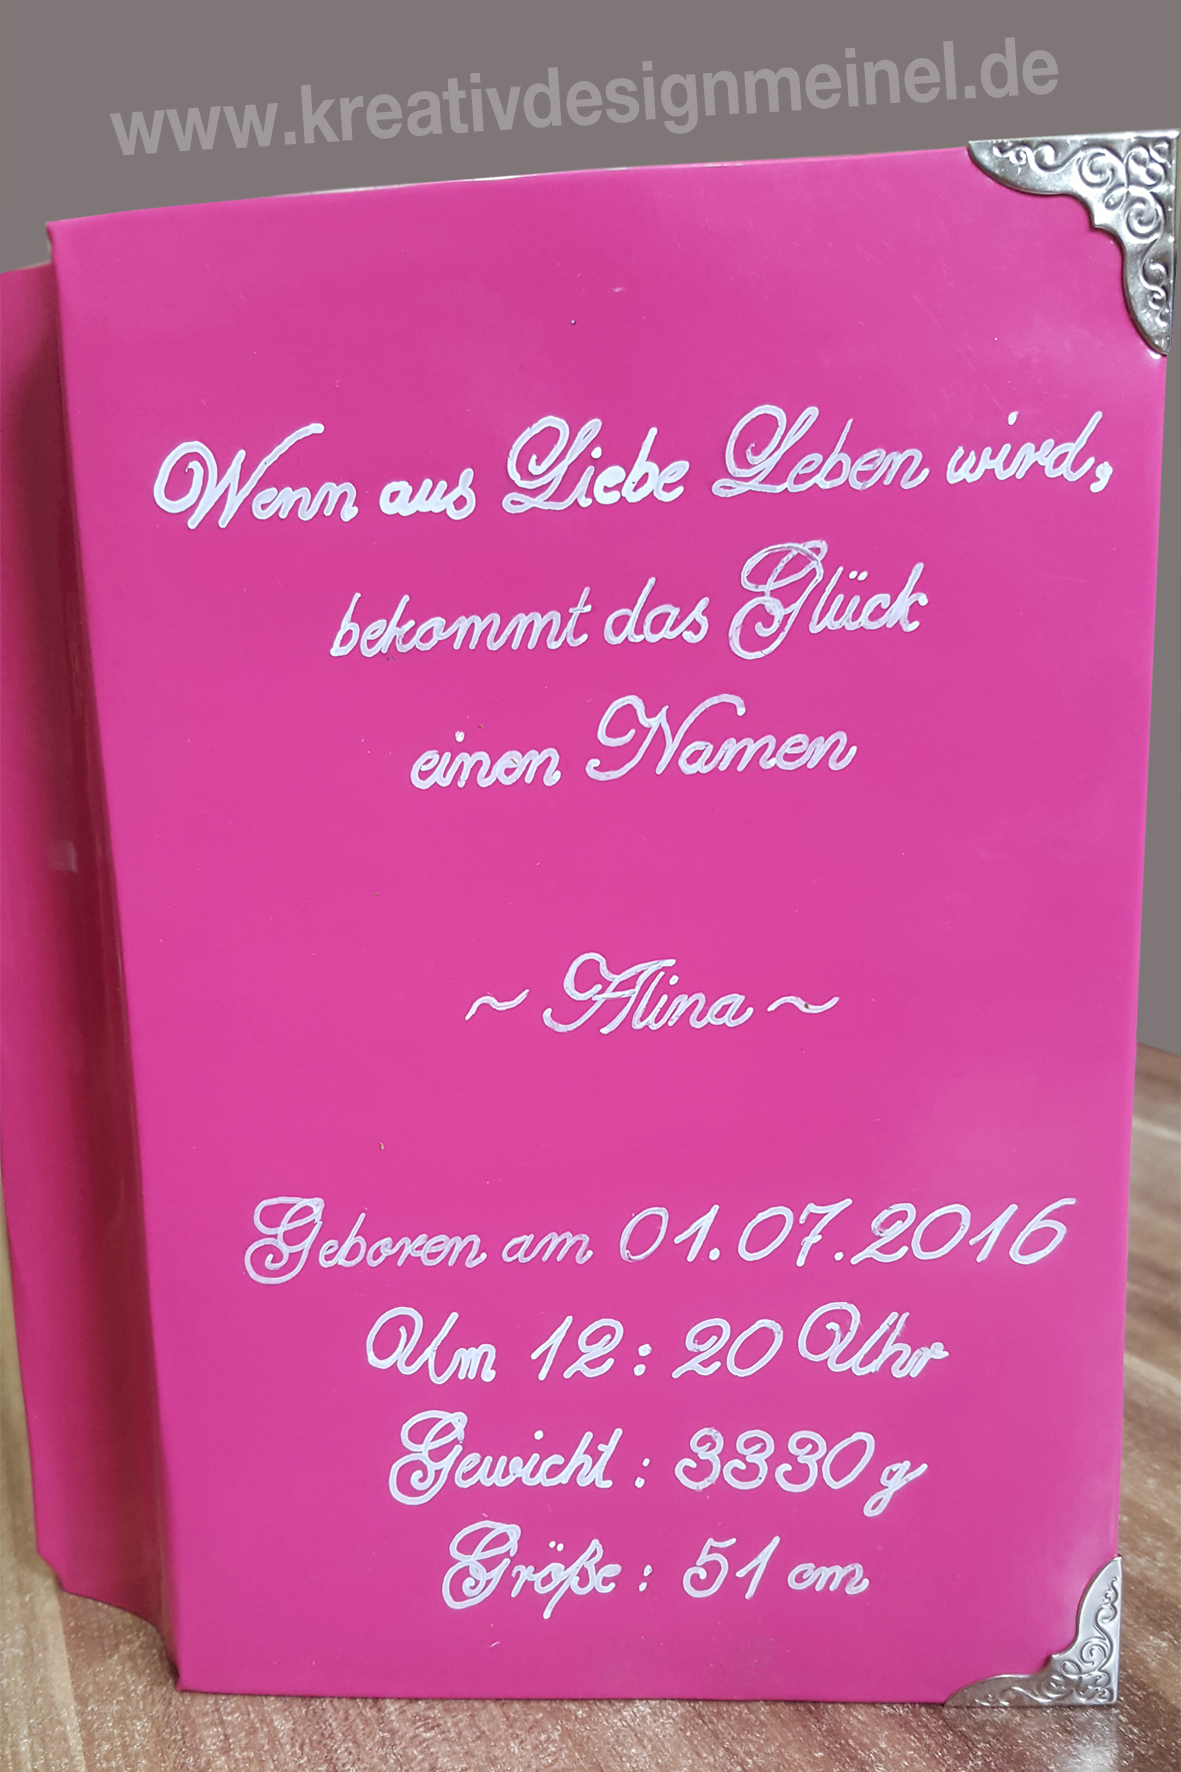 www.kreativdesignmeinel.de
Wenn aus Liebe Leben wird,
bekommt das Glück
einen Namen
~ Alina ~
Geboren am 01.07.2016
Um 12:20 Uhr
Gewicht: 3330 g
Größe: 51 cm